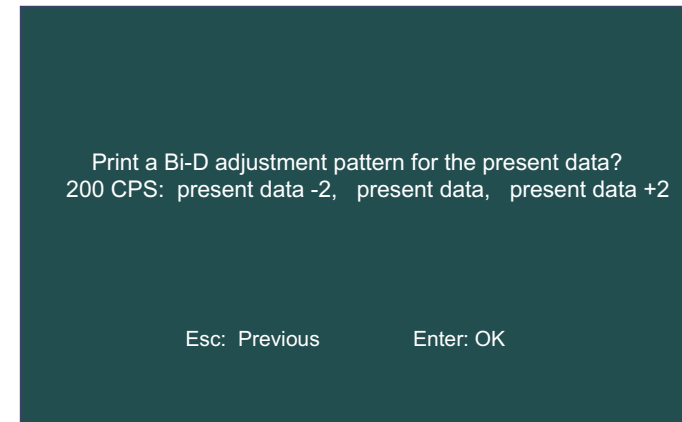 Print a Bi-D adjustment pattern for the present data?
200 CPS:  present data -2,   present data,   present data +2
Esc:  Previous   Enter: OK